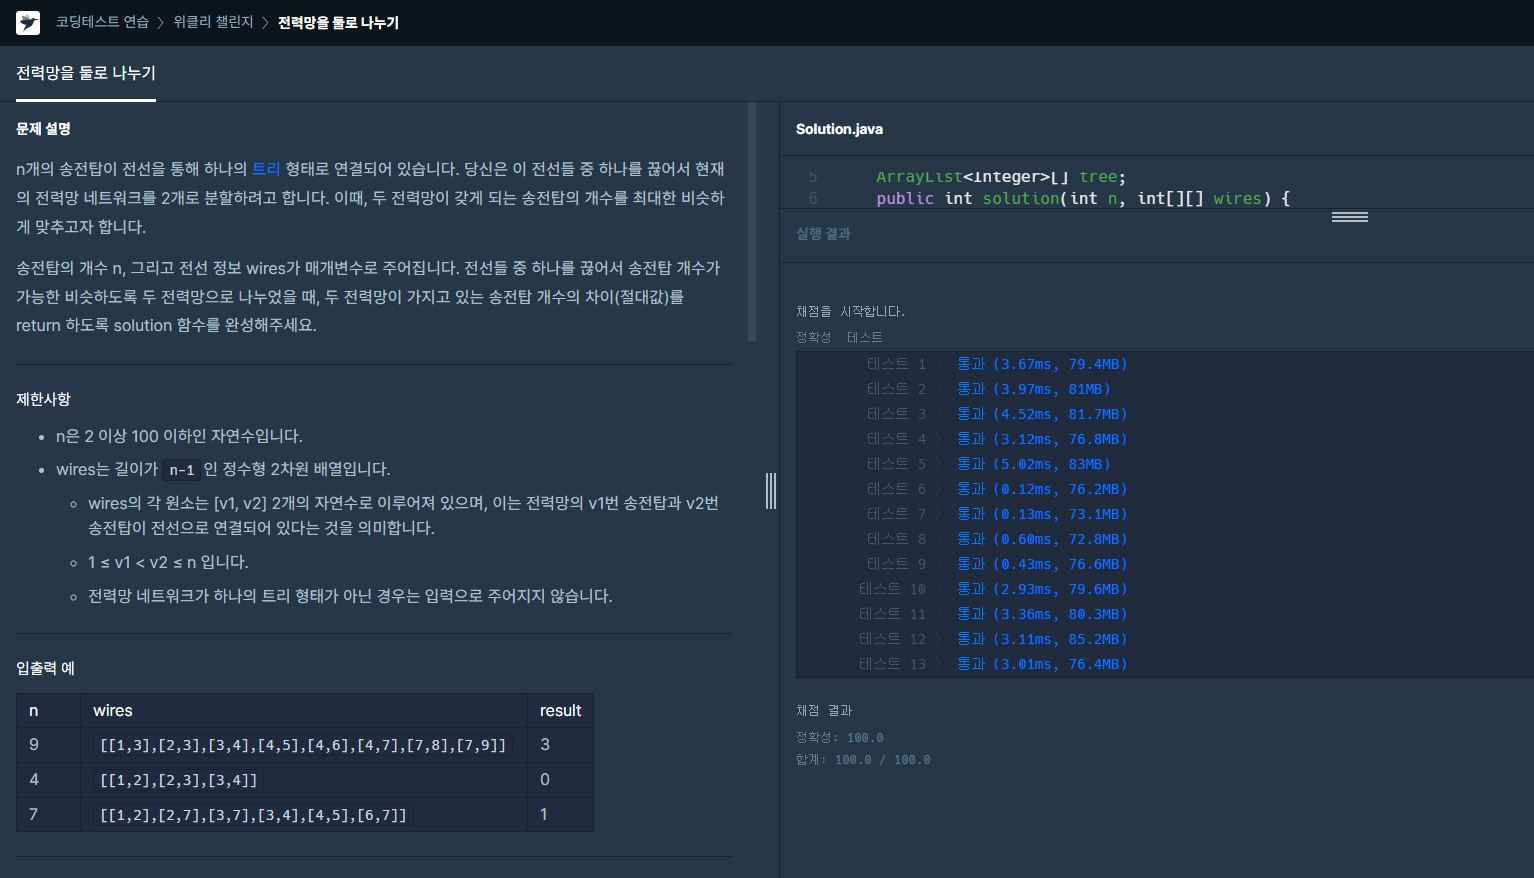 코딩테스트 연습 > 위클리 챌린지 > 전력망을 둘로 나누기
전력망을 둘로 나누기
문제 설명
n개의 송전탑이 전선을 통해 하나의 트리 형태로 연결되어 있습니다. 당신은 이 전선들 중 하나를 끊어서 현재
의 전력망 네트워크를 2개로 분할하려고 합니다. 이때, 두 전력망이 갖게 되는 송전탑의 개수를 최대한 비슷하
게 맞추고자 합니다.
송전탑의 개수 n, 그리고 전선 정보 wires가 매개변수로 주어집니다. 전선들 중 하나를 끊어서 송전탑 개수가
가능한 비슷하도록 두 전력망으로 나누었을 때, 두 전력망이 가지고 있는 송전탑 개수의 차이(절대값)를
return 하도록 solution 함수를 완성해주세요.
제한사항
• n은 2 이상 100 이하인 자연수입니다.
• wires는 길이가 n-1 인 정수형 2차원 배열입니다.
◦ wires의 각 원소는 [v1, v2] 2개의 자연수로 이루어져 있으며, 이는 전력망의 v1번 송전탑과 v2번
송전탑이 전선으로 연결되어 있다는 것을 의미합니다.
◦ 1 ≤ v1 < v2 ≤ n 입니다.
◦ 전력망 네트워크가 하나의 트리 형태가 아닌 경우는 입력으로 주어지지 않습니다.
입출력 예
n wires result
9 [[1,3],[2,3],[3,4],[4,5],[4,6],[4,7],[7,8],[7,9]] 3
4 [[1,2],[2,3],[3,4]] 0
7 [[1,2],[2,7],[3,7],[3,4],[4,5],[6,7]] 1
Solution.java
5 ArrayList<Integer>[] tree;
6 public int solution(int n, int[][] wires) {
실행 결과
채점을 시작합니다.
정확성 테스트
테스트 1 > 통과 (3.67ms, 79.4MB)
테스트 2 > 통과 (3.97ms, 81MB)
테스트 3 > 통과 (4.52ms, 81.7MB)
테스트 4 > 통과 (3.12ms, 76.8MB)
테스트 5 > 통과 (5.02ms, 83MB)
테스트 6 > 통과 (0.12ms, 76.2MB)
테스트 7 > 통과 (0.13ms, 73.1MB)
테스트 8 > 통과 (0.60ms, 72.8MB)
테스트 9 > 통과 (0.43ms, 76.6MB)
테스트 10 > 통과 (2.93ms, 79.6MB)
테스트 11 > 통과 (3.36ms, 80.3MB)
테스트 12 > 통과 (3.11ms, 85.2MB)
테스트 13 > 통과 (3.01ms, 76.4MB)
채점 결과
정확성: 100.0
합계: 100.0 / 100.0